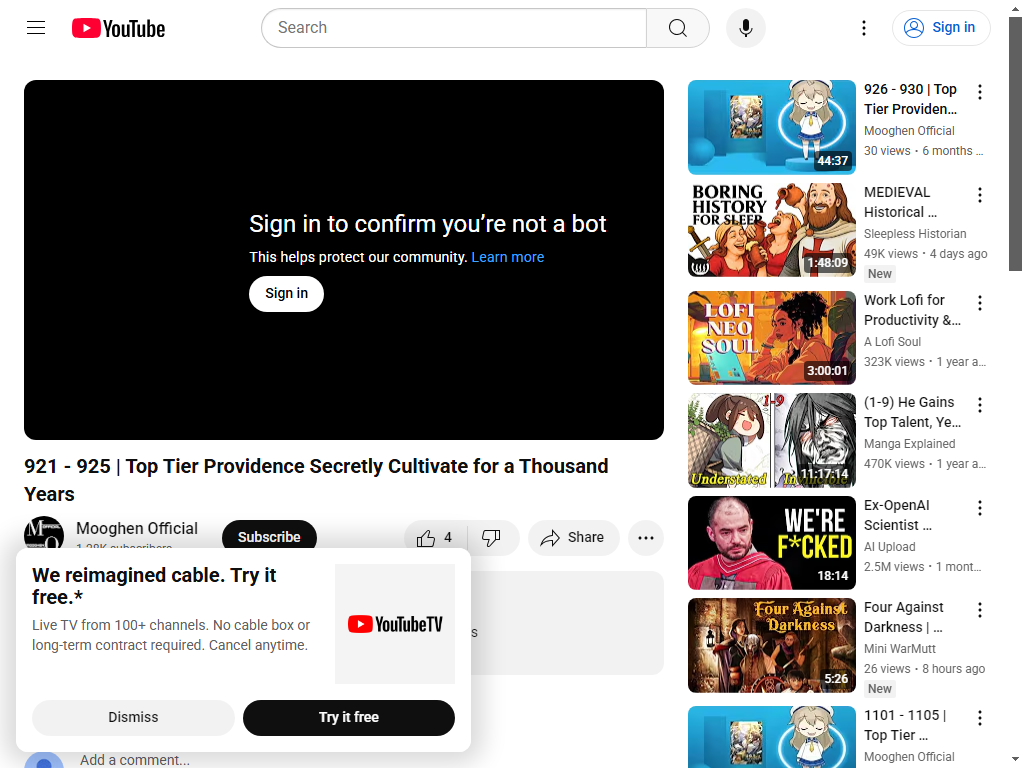 YouTube
Search
Sign in
Sign in to confirm you're not a bot
This helps protect our community. Learn more
Sign in
921 - 925 | Top Tier Providence Secretly Cultivate for a Thousand
Years
Mooghen Official
Subscribe
4
Share
We reimagined cable. Try it
free.*
Live TV from 100+ channels. No cable box or
long-term contract required. Cancel anytime.
YouTubeTV
Dismiss
Try it free
Add a comment...
44:37
926 - 930 | Top
Tier Providen...
Mooghen Official
30 views • 6 months ...
BORING
HISTORY
FOR SLEEP
1:48:09
MEDIEVAL
Historical ...
Sleepless Historian
49K views • 4 days ago
New
LOFI
NEO
SOUL
3:00:01
Work Lofi for
Productivity &...
A Lofi Soul
323K views • 1 year a...
1-9
Understated
11:17:14
(1-9) He Gains
Top Talent, Ye...
Manga Explained
470K views • 1 year a...
WE'RE
F*CKED
18:14
Ex-OpenAI
Scientist ...
AI Upload
2.5M views • 1 mont...
Four Against
Darkness
5:26
Four Against
Darkness | ...
Mini WarMutt
26 views • 8 hours ago
New
1101 - 1105 |
Top Tier ...
Mooghen Official